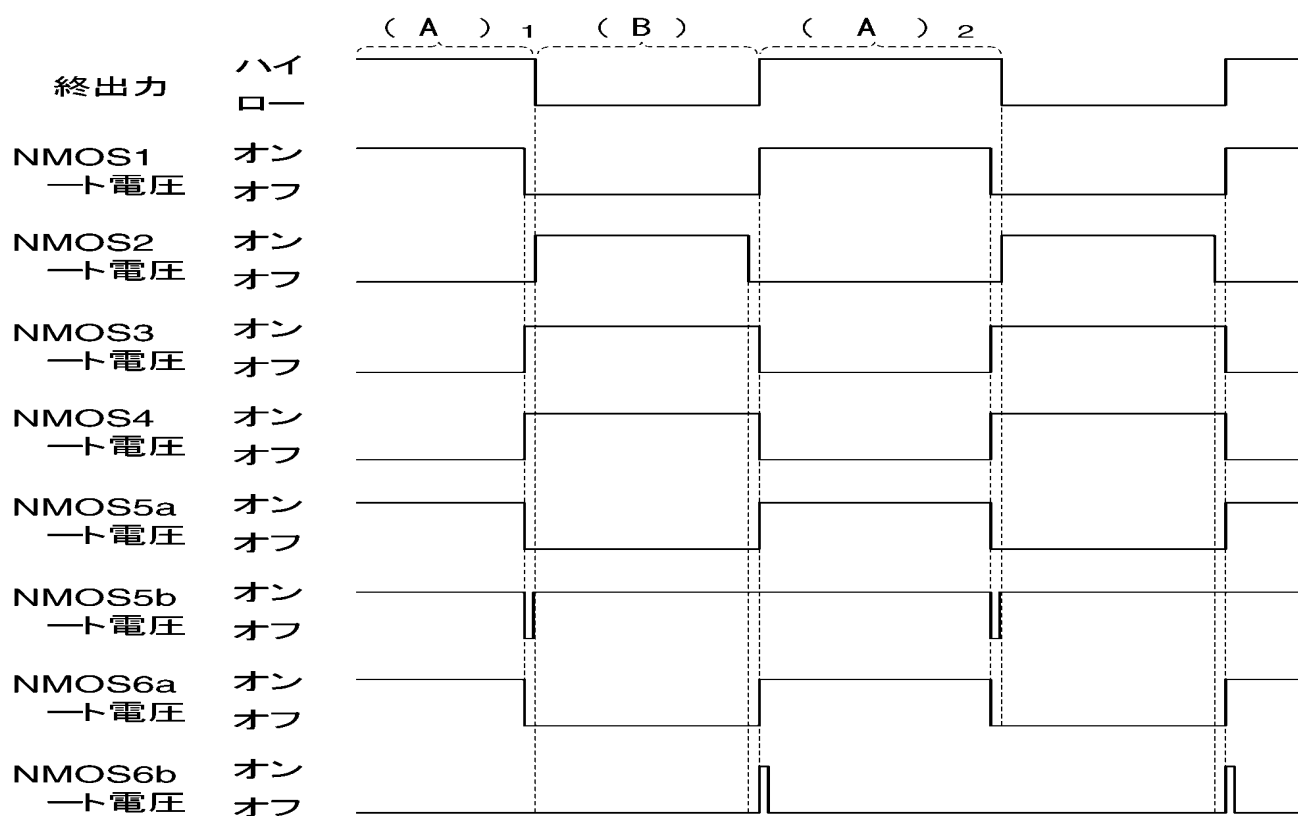 ( A ) 1 ( B ) ( A ) 2
終出力 ハイ
ロー
NMOS1 オン
ート電圧 オフ
NMOS2 オン
ート電圧 オフ
NMOS3 オン
ート電圧 オフ
NMOS4 オン
ート電圧 オフ
NMOS5a オン
ート電圧 オフ
NMOS5b オン
ート電圧 オフ
NMOS6a オン
ート電圧 オフ
NMOS6b オン
ート電圧 オフ